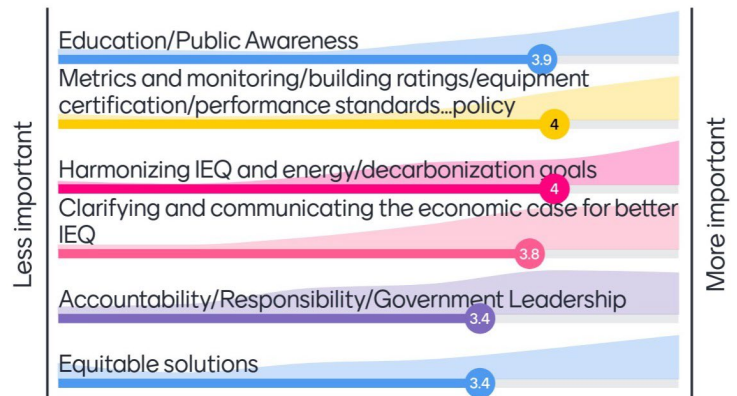 Less important
Education/Public Awareness
3.9
Metrics and monitoring/building ratings/equipment
certification/performance standards...policy
4
Harmonizing IEQ and energy/decarbonization goals
4
Clarifying and communicating the economic case for better
IEQ
3.8
Accountability/Responsibility/Government Leadership
3.4
Equitable solutions
3.4
More important